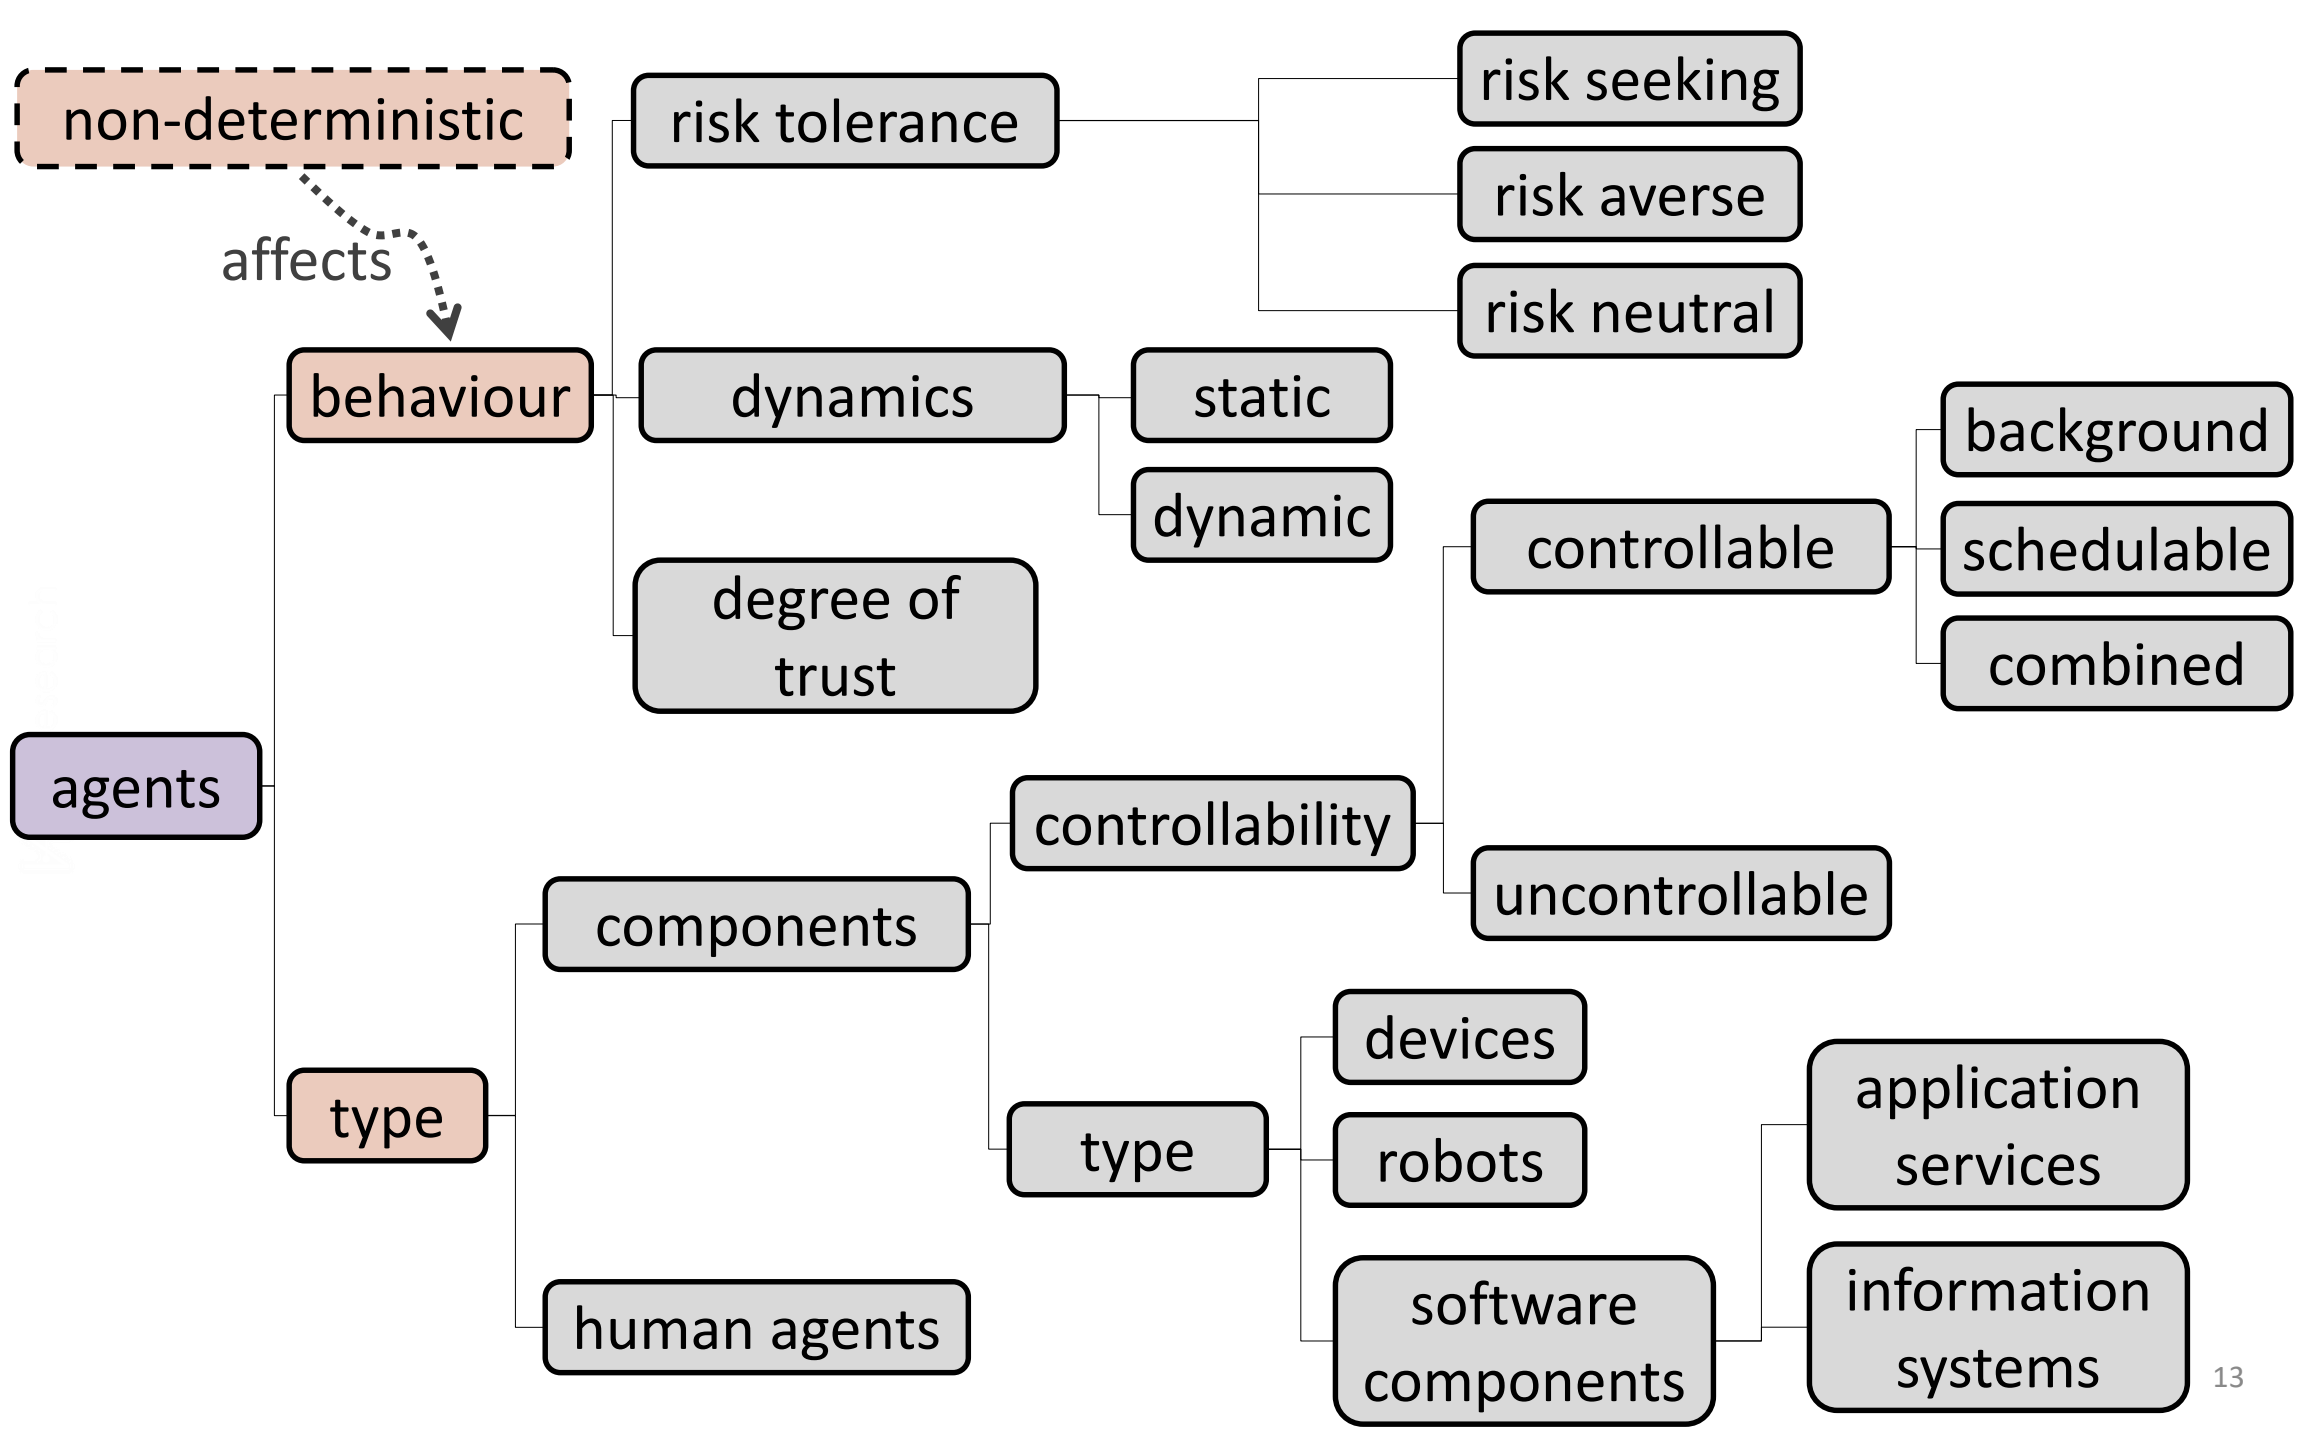 non-deterministic
affects
behaviour
risk tolerance
risk seeking
risk averse
risk neutral
dynamics
static
dynamic
degree of
trust
agents
type
components
controllability
controllable
background
schedulable
combined
uncontrollable
type
devices
robots
software
components
application
services
information
systems
human agents
13